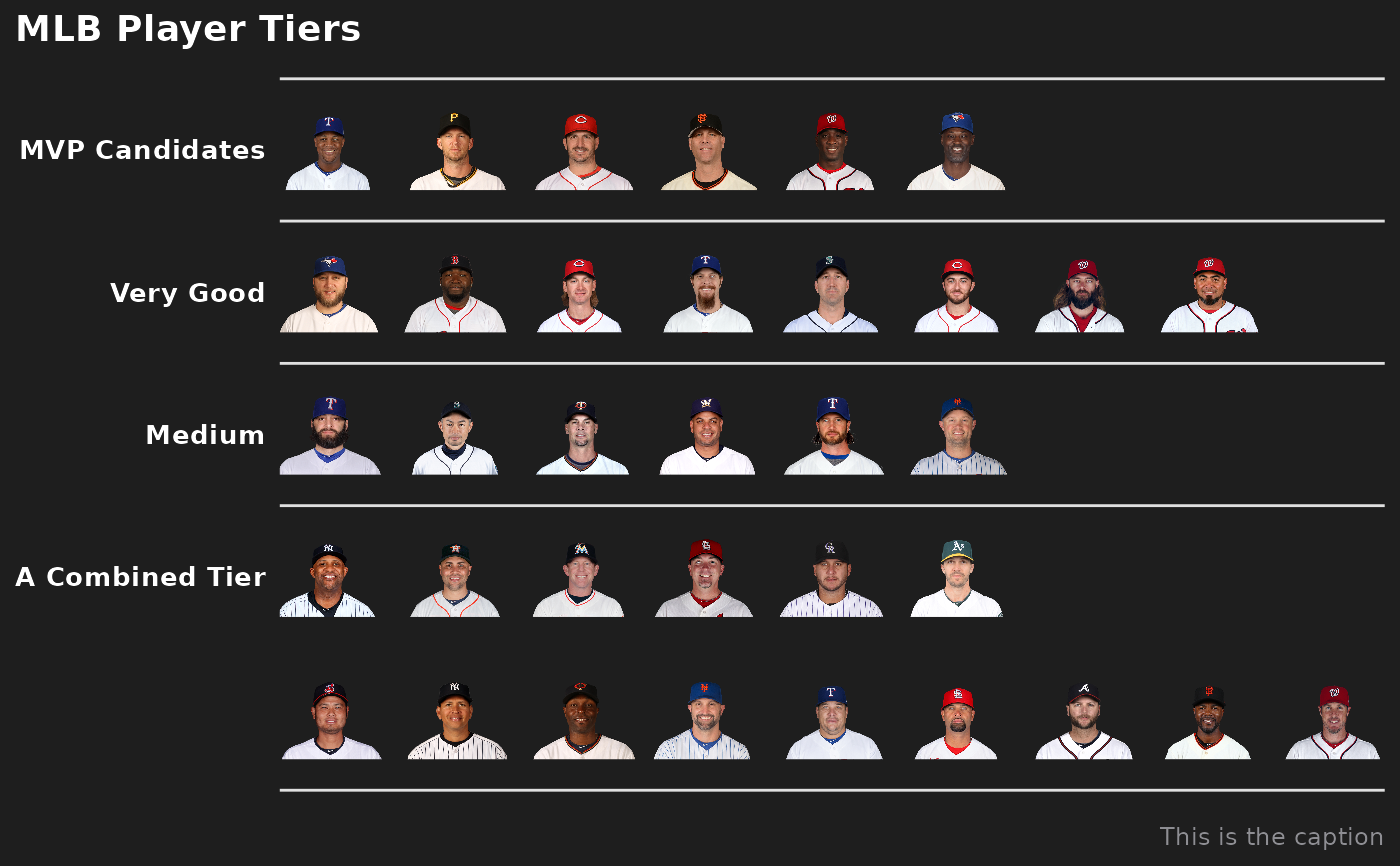 MLB Player Tiers
MVP Candidates
Very Good
Medium
A Combined Tier
This is the caption